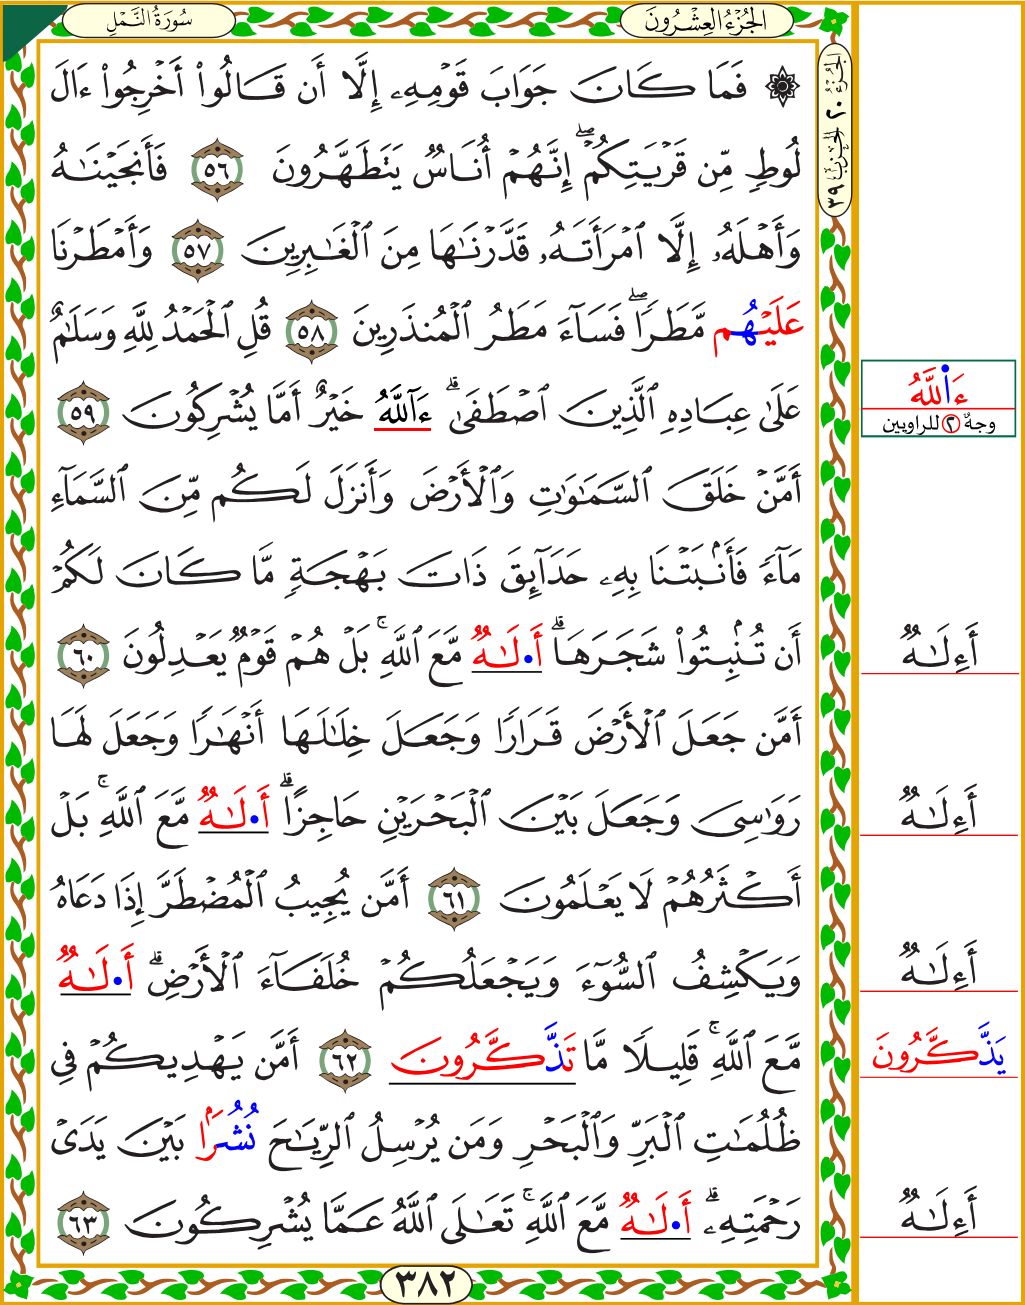 سُورَةُ النَّمْلِ
الجُزْءُ العِشْرُونَ
الجزء ٢٠ الحزب ٣٩
۞ فَمَا كَانَ جَوَابَ قَوْمِهِۦٓ إِلَّآ أَن قَالُوٓاْ أَخْرِجُوٓاْ ءَالَ
لُوطٖ مِّن قَرْيَتِكُمْۖ إِنَّهُمْ أُنَاسٞ يَتَطَهَّرُونَ ٥٦ فَأَنجَيْنَٰهُ
وَأَهْلَهُۥٓ إِلَّا ٱمْرَأَتَهُۥ قَدَّرْنَٰهَا مِنَ ٱلْغَٰبِرِينَ ٥٧ وَأَمْطَرْنَا
عَلَيْهُم مَّطَرٗاۖ فَسَآءَ مَطَرُ ٱلْمُنذَرِينَ ٥٨ قُلِ ٱلْحَمْدُ لِلَّهِ وَسَلَٰمٌ
عَلَىٰ عِبَادِهِ ٱلَّذِينَ ٱصْطَفَىٰٓۗ ءَآللَّهُ خَيْرٌ أَمَّا يُشْرِكُونَ ٥٩
ءَا۬للَّهُ
وجهٌ ٢ للراويين
أَمَّنْ خَلَقَ ٱلسَّمَٰوَٰتِ وَٱلْأَرْضَ وَأَنزَلَ لَكُم مِّنَ ٱلسَّمَآءِ
مَآءٗ فَأَنۢبَتْنَا بِهِۦ حَدَآئِقَ ذَاتَ بَهْجَةٖ مَّا كَانَ لَكُمْ
أَن تُنۢبِتُواْ شَجَرَهَآۗ أَ۟لَٰهٞ مَّعَ ٱللَّهِۚ بَلْ هُمْ قَوْمٞ يَعْدِلُونَ ٦٠
أَءِلَٰهٞ
أَمَّن جَعَلَ ٱلْأَرْضَ قَرَارٗا وَجَعَلَ خِلَٰلَهَآ أَنْهَٰرٗا وَجَعَلَ لَهَا
رَوَٰسِىَ وَجَعَلَ بَيْنَ ٱلْبَحْرَيْنِ حَاجِزًاۗ أَ۟لَٰهٞ مَّعَ ٱللَّهِۚ بَلْ
أَءِلَٰهٞ
أَكْثَرُهُمْ لَا يَعْلَمُونَ ٦١ أَمَّن يُجِيبُ ٱلْمُضْطَرَّ إِذَا دَعَاهُ
وَيَكْشِفُ ٱلسُّوٓءَ وَيَجْعَلُكُمْ خُلَفَآءَ ٱلْأَرْضِۗ أَ۟لَٰهٞ
أَءِلَٰهٞ
مَّعَ ٱللَّهِۚ قَلِيلٗا مَّا تَذَّكَّرُونَ ٦٢ أَمَّن يَهْدِيكُمْ فِى
يَذَّكَّرُونَ
ظُلُمَٰتِ ٱلْبَرِّ وَٱلْبَحْرِ وَمَن يُرْسِلُ ٱلرِّيَٰحَ نُشُرَۢا بَيْنَ يَدَىْ
رَحْمَتِهِۦٓۗ أَ۟لَٰهٞ مَّعَ ٱللَّهِۚ تَعَٰلَى ٱللَّهُ عَمَّا يُشْرِكُونَ ٦٣
أَءِلَٰهٞ
٣٨٢